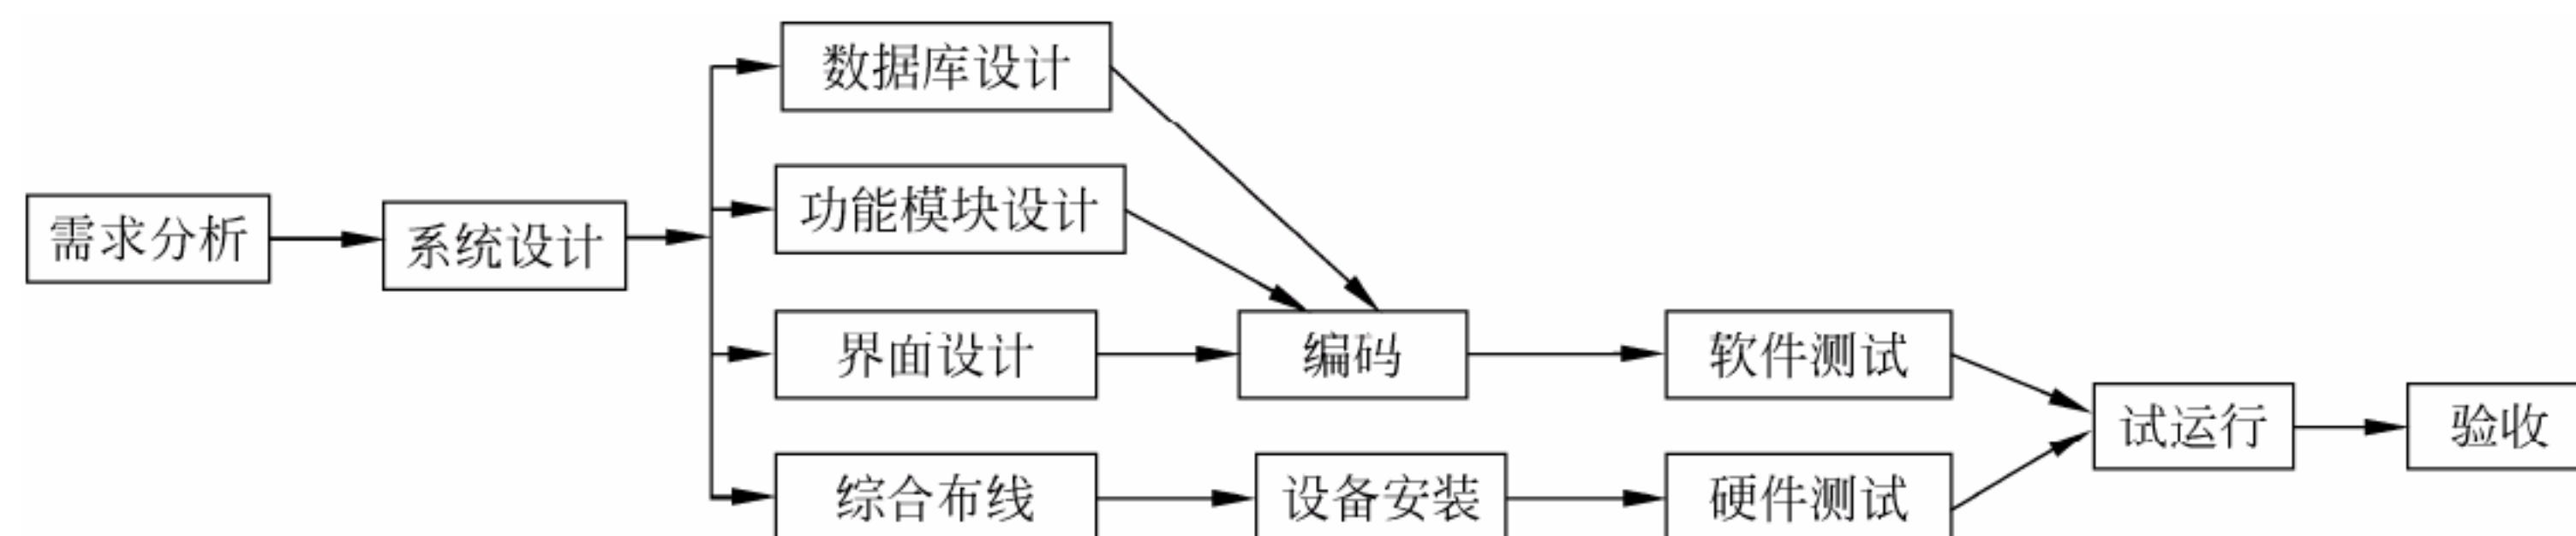 需求分析
系统设计
数据库设计
功能模块设计
界面设计
综合布线
编码
设备安装
软件测试
硬件测试
试运行
验收